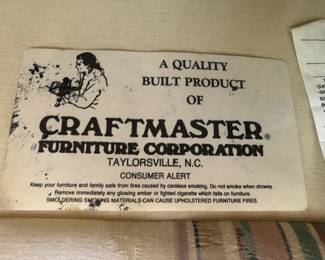 A QUALITY
BUILT PRODUCT
OF
CRAFTMASTER®
FURNITURE CORPORATION
TAYLORSVILLE, N.C.
CONSUMER ALERT
Keep your furniture and family safe from fires caused by careless smoking. Do not smoke when drowsy.
Remove immediately any glowing ember or lighted cigarette which falls on furniture.
SMOLDERING SMOKING MATERIALS CAN CAUSE UPHOLSTERED FURNITURE FIRES.